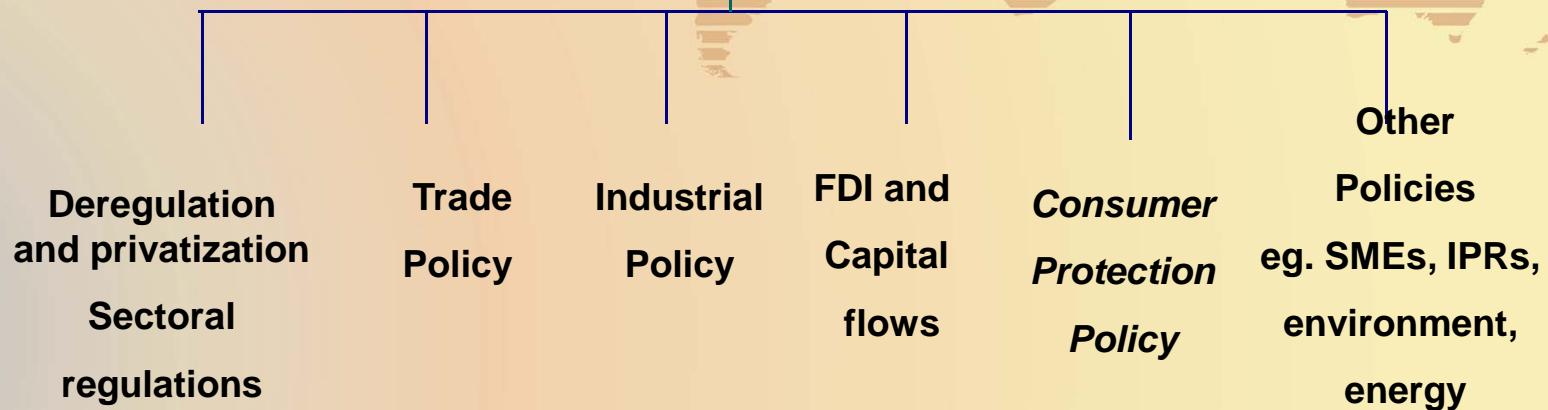 Deregulation
and privatization
Sectoral
regulations
Trade
Policy
Industrial
Policy
FDI and
Capital
flows
Consumer
Protection
Policy
Other
Policies
eg. SMEs, IPRs,
environment,
energy